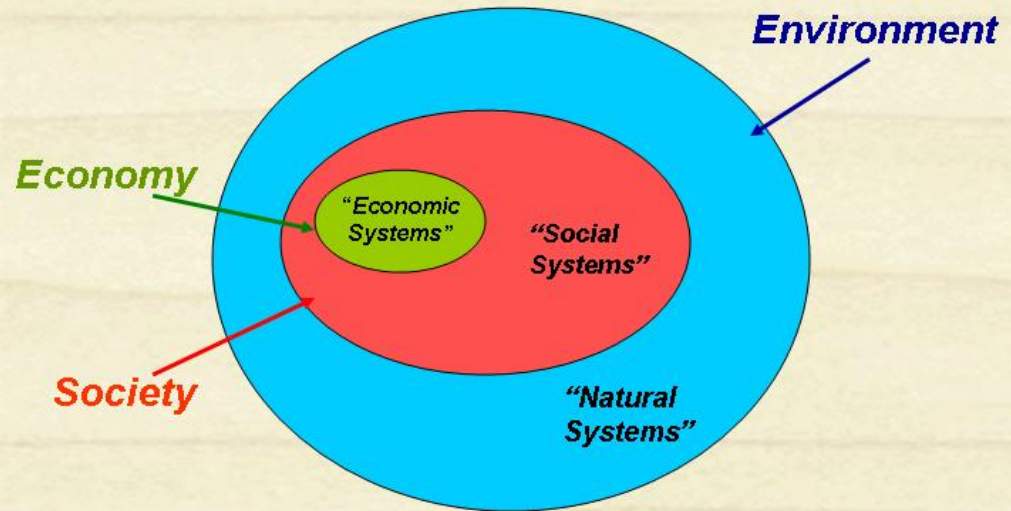 Environment
Economy
“Economic
Systems”
“Social
Systems”
Society
“Natural
Systems”